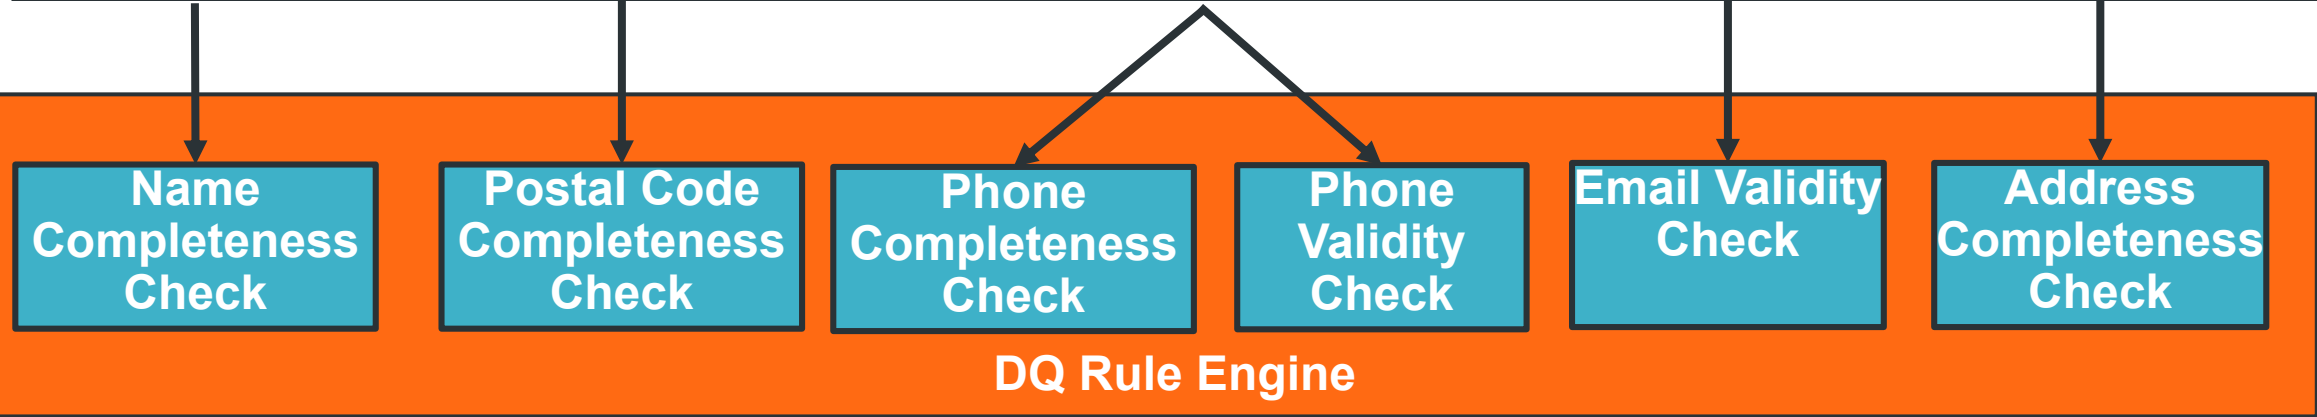 Name
Completeness
Check
Postal Code
Completeness
Check
Phone
Completeness
Check
Phone
Validity
Check
Email Validity
Check
Address
Completeness
Check
DQ Rule Engine